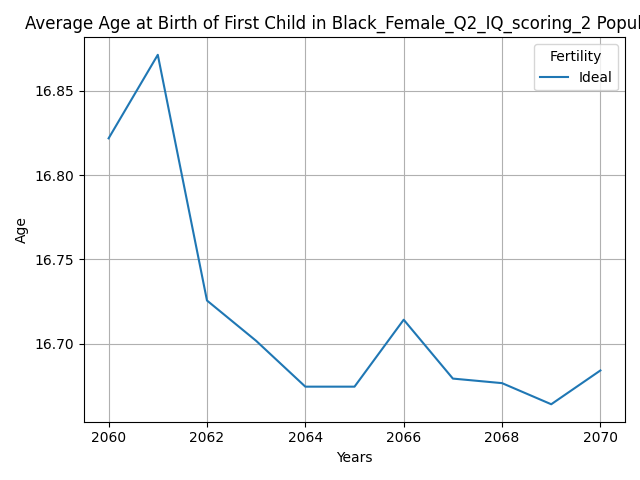 Average Age at Birth of First Child in Black_Female_Q2_IQ_scoring_2 Popul
Fertility
Ideal
16.85
16.80
16.75
16.70
Age
2060 2062 2064 2066 2068 2070
Years